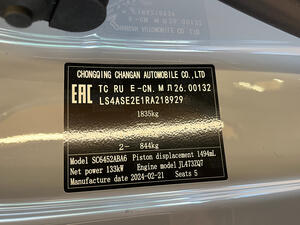 CHONGQING CHANGAN AUTOMOBILE CO.,LTD
EAC TC RU E-CN.МП26.00132
LS4ASE2E1RA218929
1835kg
2- 844kg
Model SC6452ABA6 Piston displacement 1494mL
Net power 133kW Engine model JL473ZQ7
Manufacture date 2024-02-21 Seats 5